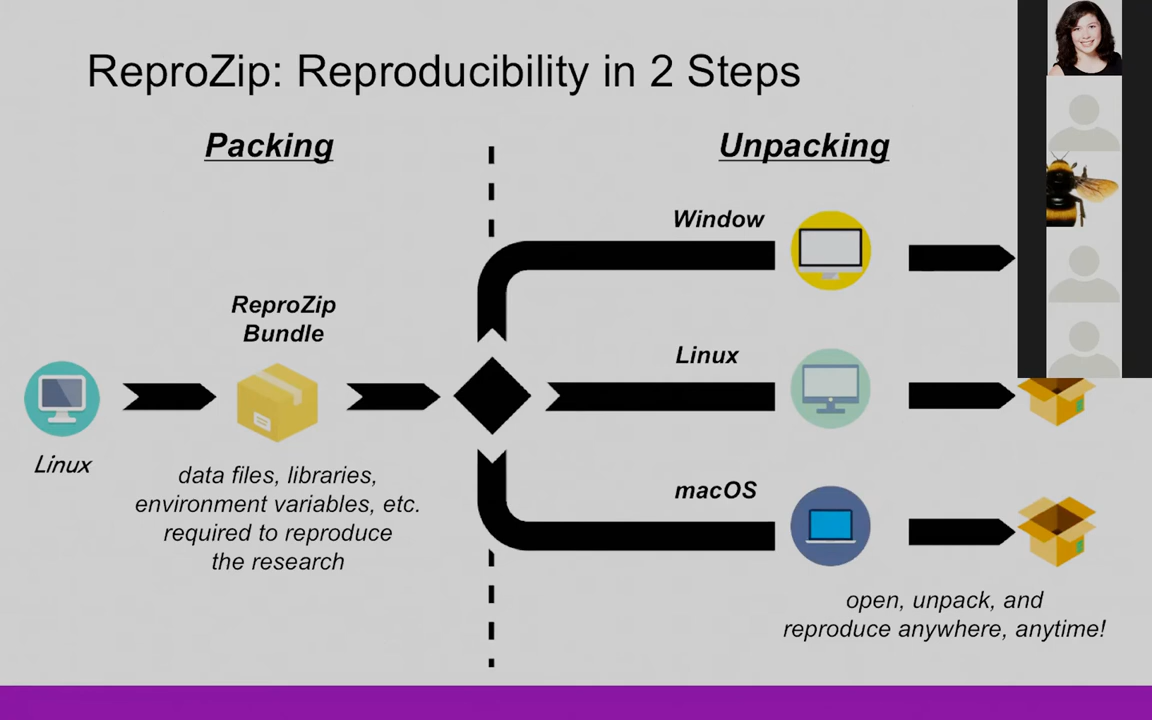 ReproZip: Reproducibility in 2 Steps
Packing
Unpacking
Window
ReproZip
Bundle
Linux
Linux
data files, libraries,
environment variables, etc.
required to reproduce
the research
macOS
open, unpack, and
reproduce anywhere, anytime!